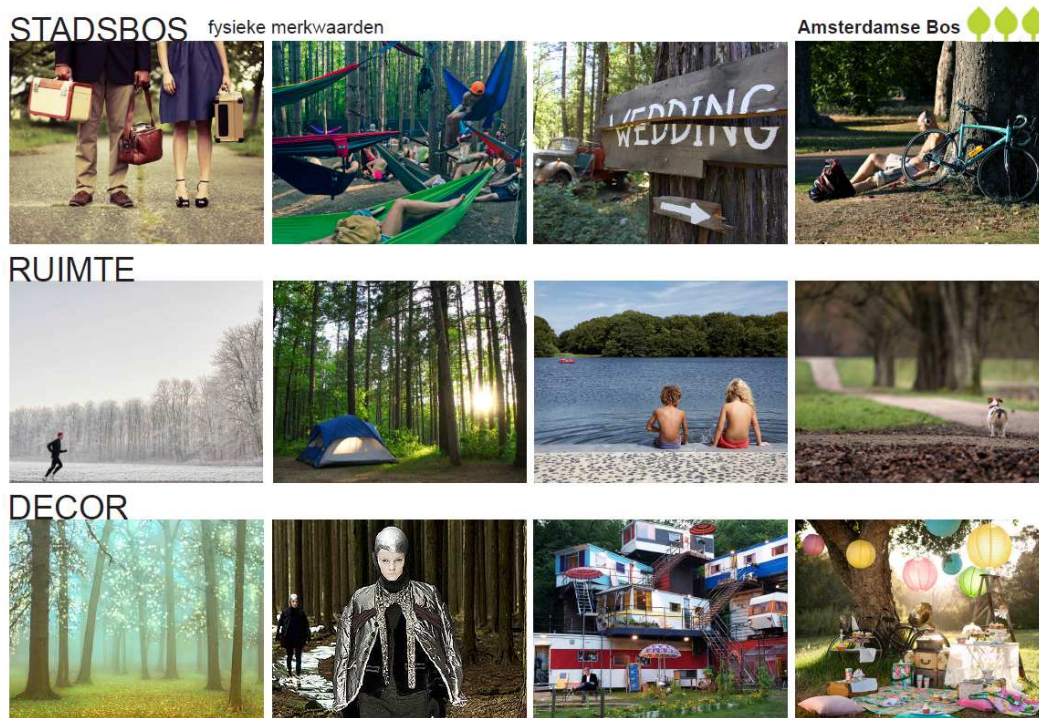 STADSBOS fysieke merkwaarden
Amsterdamse Bos
WEDDING
RUIMTE
DECOR